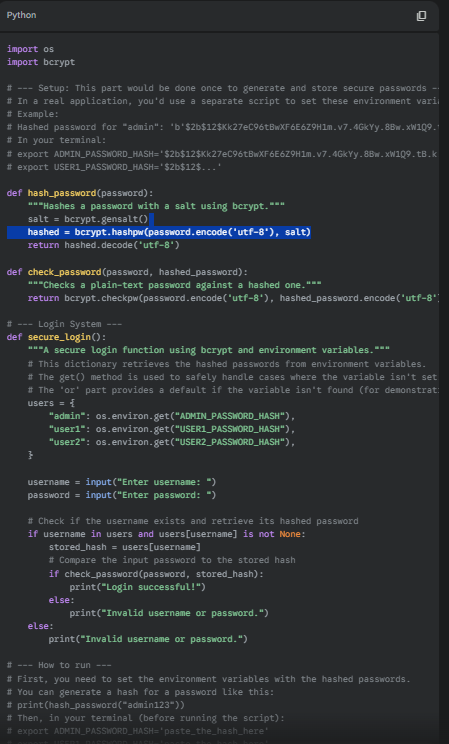 Python
import os
import bcrypt
# --- Setup: This part would be done once to generate and store secure passwords --
# In a real application, you'd use a separate script to set these environment varia
# Example:
# Hashed password for "admin": 'b'$2b$12$Kk27eC96tBwXF6E6Z9H1m.v7.4GkYy.8Bw.xW1Q9.t
# In your terminal:
# export ADMIN_PASSWORD_HASH='$2b$12$Kk27eC96tBwXF6E6Z9H1m.v7.4GkYy.8Bw.xW1Q9.tB.k
# export USER1_PASSWORD_HASH='$2b$12$...'
def hash_password(password):
    """Hashes a password with a salt using bcrypt."""
    salt = bcrypt.gensalt()
    hashed = bcrypt.hashpw(password.encode('utf-8'), salt)
    return hashed.decode('utf-8')
def check_password(password, hashed_password):
    """Checks a plain-text password against a hashed one."""
    return bcrypt.checkpw(password.encode('utf-8'), hashed_password.encode('utf-8'
# --- Login System ---
def secure_login():
    """A secure login function using bcrypt and environment variables."""
    # This dictionary retrieves the hashed passwords from environment variables.
    # The get() method is used to safely handle cases where the variable isn't set
    # The 'or' part provides a default if the variable isn't found (for demonstrati
    users = {
        "admin": os.environ.get("ADMIN_PASSWORD_HASH"),
        "user1": os.environ.get("USER1_PASSWORD_HASH"),
        "user2": os.environ.get("USER2_PASSWORD_HASH"),
    }
    username = input("Enter username: ")
    password = input("Enter password: ")
    # Check if the username exists and retrieve its hashed password
    if username in users and users[username] is not None:
        stored_hash = users[username]
        # Compare the input password to the stored hash
        if check_password(password, stored_hash):
            print("Login successful!")
        else:
            print("Invalid username or password.")
    else:
        print("Invalid username or password.")
# --- How to run ---
# First, you need to set the environment variables with the hashed passwords.
# You can generate a hash for a password like this:
# print(hash_password("admin123"))
# Then, in your terminal (before running the script):
# export ADMIN_PASSWORD_HASH='paste_the_hash_here'